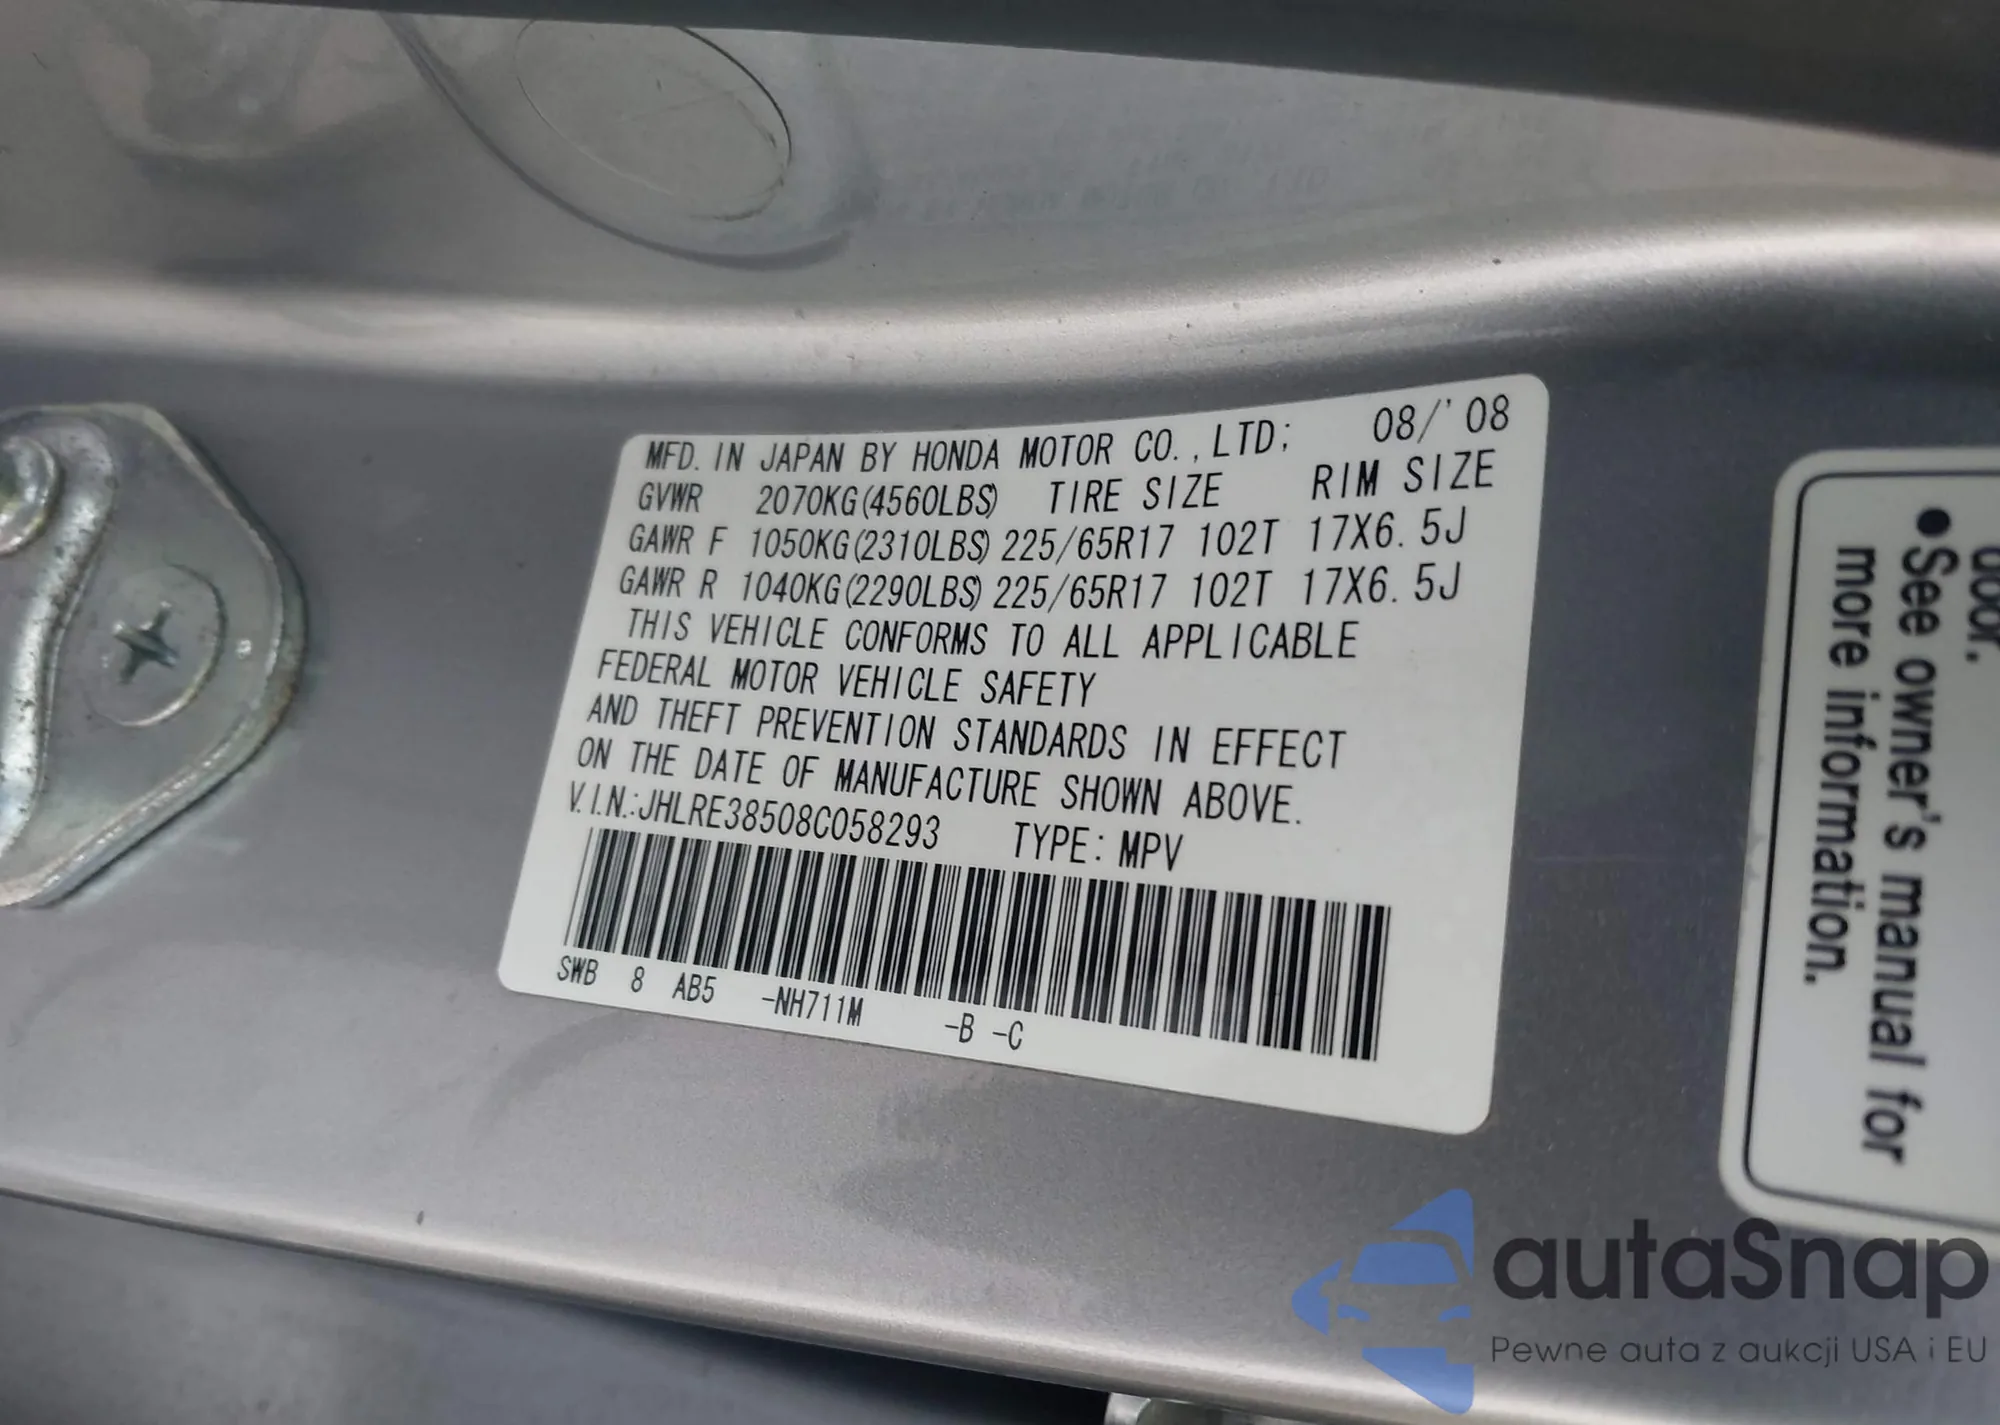 MFD. IN JAPAN BY HONDA MOTOR CO., LTD; 08/'08
GVWR 2070KG(4560LBS) TIRE SIZE RIM SIZE
GAWR F 1050KG(2310LBS) 225/65R17 102T 17X6.5J
GAWR R 1040KG(2290LBS) 225/65R17 102T 17X6.5J
THIS VEHICLE CONFORMS TO ALL APPLICABLE
FEDERAL MOTOR VEHICLE SAFETY
AND THEFT PREVENTION STANDARDS IN EFFECT
ON THE DATE OF MANUFACTURE SHOWN ABOVE.
V.I.N.:JHLRE38508C058293 TYPE: MPV
SWB 8 AB5 -NH711M -B -C
door.
●See owner's manual for
more information.
autaSnap
Pewne auta z aukcji USA i EU